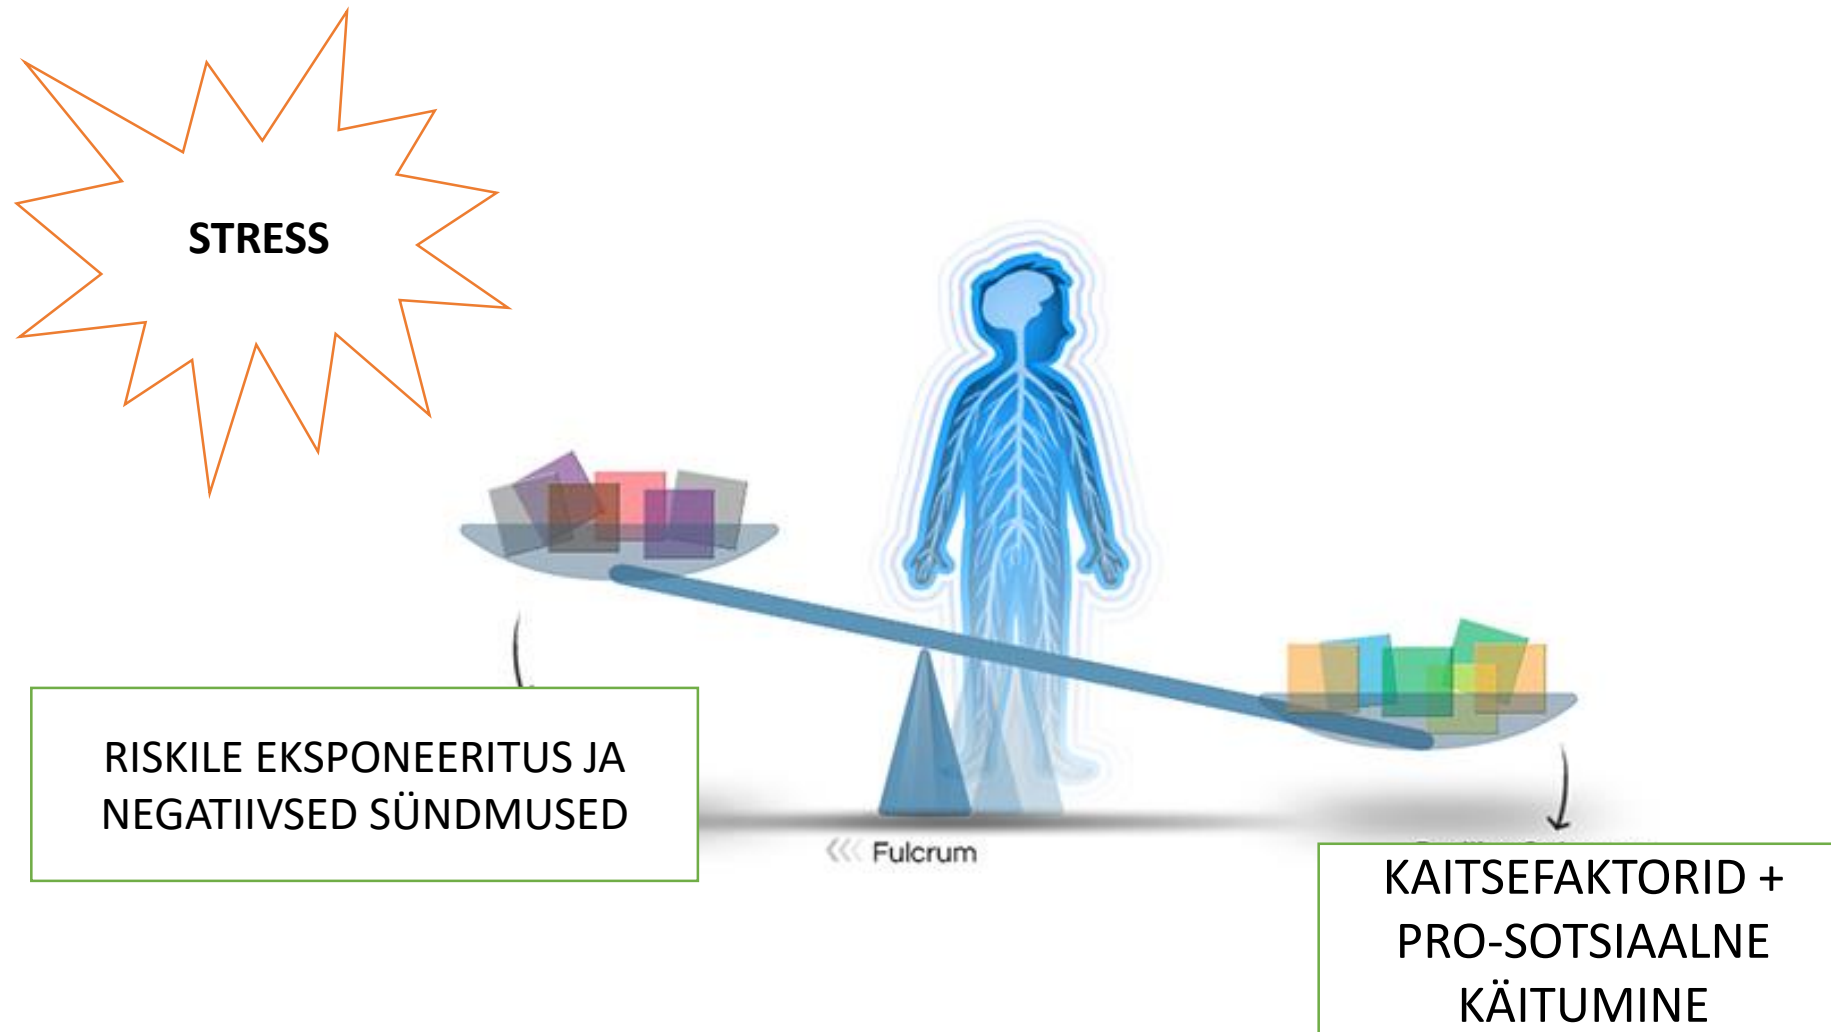 STRESS
RISKILE EKSPONEERITUS JA
NEGATIIVSED SÜNDMUSED
Fulcrum
KAITSEFAKTORID +
PRO-SOTSIAALNE
KÄITUMINE